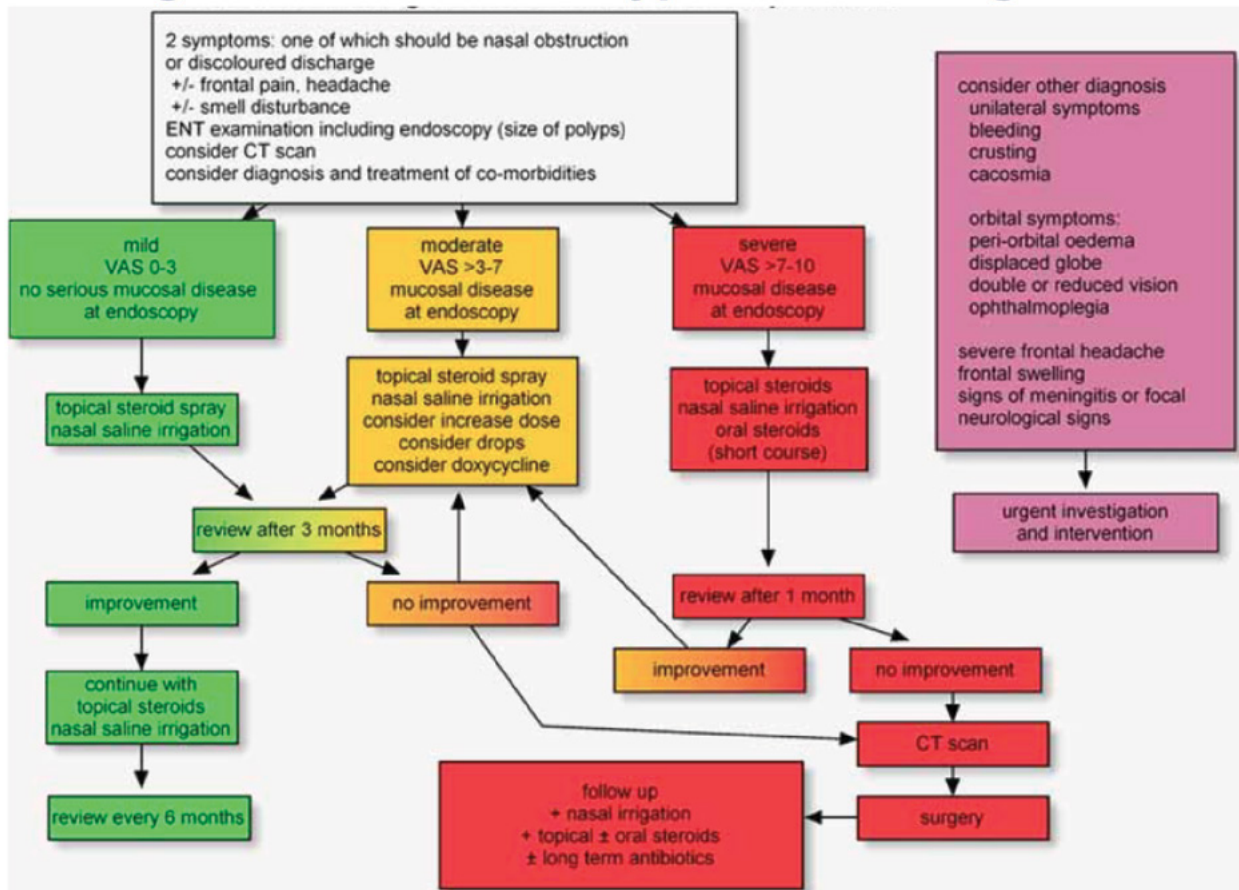 2 symptoms: one of which should be nasal obstruction
or discoloured discharge
+/- frontal pain, headache
+/- smell disturbance
ENT examination including endoscopy (size of polyps)
consider CT scan
consider diagnosis and treatment of co-morbidities
consider other diagnosis
unilateral symptoms
bleeding
crusting
cacosmia
orbital symptoms:
peri-orbital oedema
displaced globe
double or reduced vision
ophthalmoplegia
severe frontal headache
frontal swelling
signs of meningitis or focal
neurological signs
urgent investigation
and intervention
mild
VAS 0-3
no serious mucosal disease
at endoscopy
moderate
VAS >3-7
mucosal disease
at endoscopy
severe
VAS >7-10
mucosal disease
at endoscopy
topical steroid spray
nasal saline irrigation
topical steroid spray
nasal saline irrigation
consider increase dose
consider drops
consider doxycycline
topical steroids
nasal saline irrigation
oral steroids
(short course)
review after 3 months
improvement
no improvement
review after 1 month
improvement
no improvement
continue with
topical steroids
nasal saline irrigation
review every 6 months
CT scan
surgery
follow up
+ nasal irrigation
+ topical ± oral steroids
± long term antibiotics